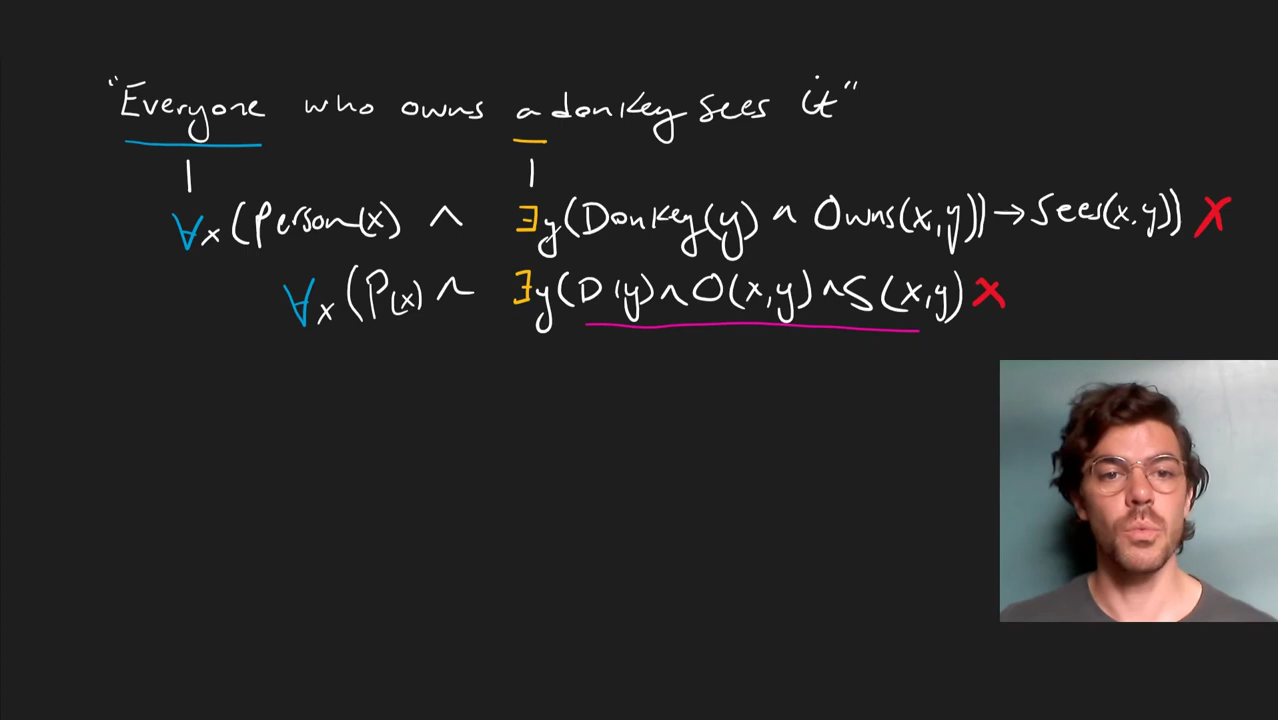 "Everyone who owns a donkey sees it"
∀x(Person(x) ∧ ∃y(Donkey(y) ∧ Owns(x,y)) → Sees(x,y)) X
∀x(P(x) ∧ ∃y(D(y) ∧ O(x,y) ∧ S(x,y) X